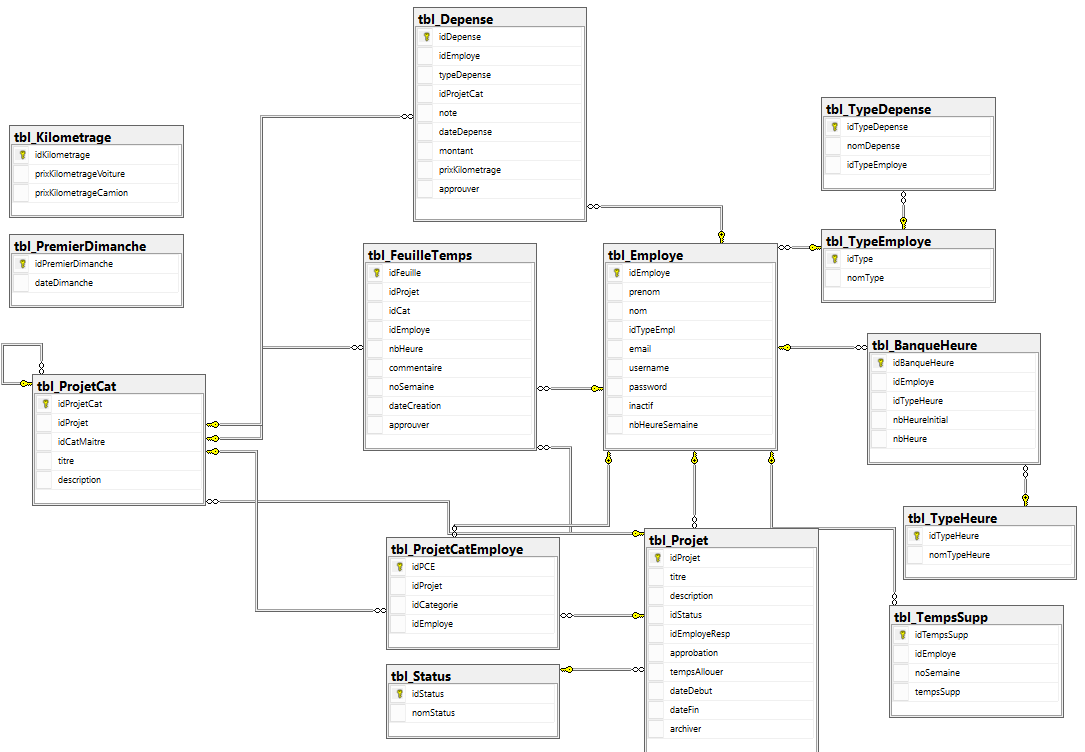 tbl_Depense
idDepense
idEmploye
typeDepense
idProjetCat
note
dateDepense
montant
prixKilometrage
approuver
tbl_TypeDepense
idTypeDepense
nomDepense
idTypeEmploye
tbl_Kilometrage
idKilometrage
prixKilometrageVoiture
prixKilometrageCamion
tbl_PremierDimanche
idPremierDimanche
dateDimanche
tbl_FeuilleTemps
idFeuille
idProjet
idCat
idEmploye
nbHeure
commentaire
noSemaine
dateCreation
approuver
tbl_Employe
idEmploye
prenom
nom
idTypeEmpl
email
username
password
inactif
nbHeureSemaine
tbl_TypeEmploye
idType
nomType
tbl_BanqueHeure
idBanqueHeure
idEmploye
idTypeHeure
nbHeureInitial
nbHeure
tbl_ProjetCat
idProjetCat
idProjet
idCatMaitre
titre
description
tbl_TypeHeure
idTypeHeure
nomTypeHeure
tbl_ProjetCatEmploye
idPCE
idProjet
idCategorie
idEmploye
tbl_Projet
idProjet
titre
description
idStatus
idEmployeResp
approbation
tempsAllouer
dateDebut
dateFin
archiver
tbl_TempsSupp
idTempsSupp
idEmploye
noSemaine
tempsSupp
tbl_Status
idStatus
nomStatus